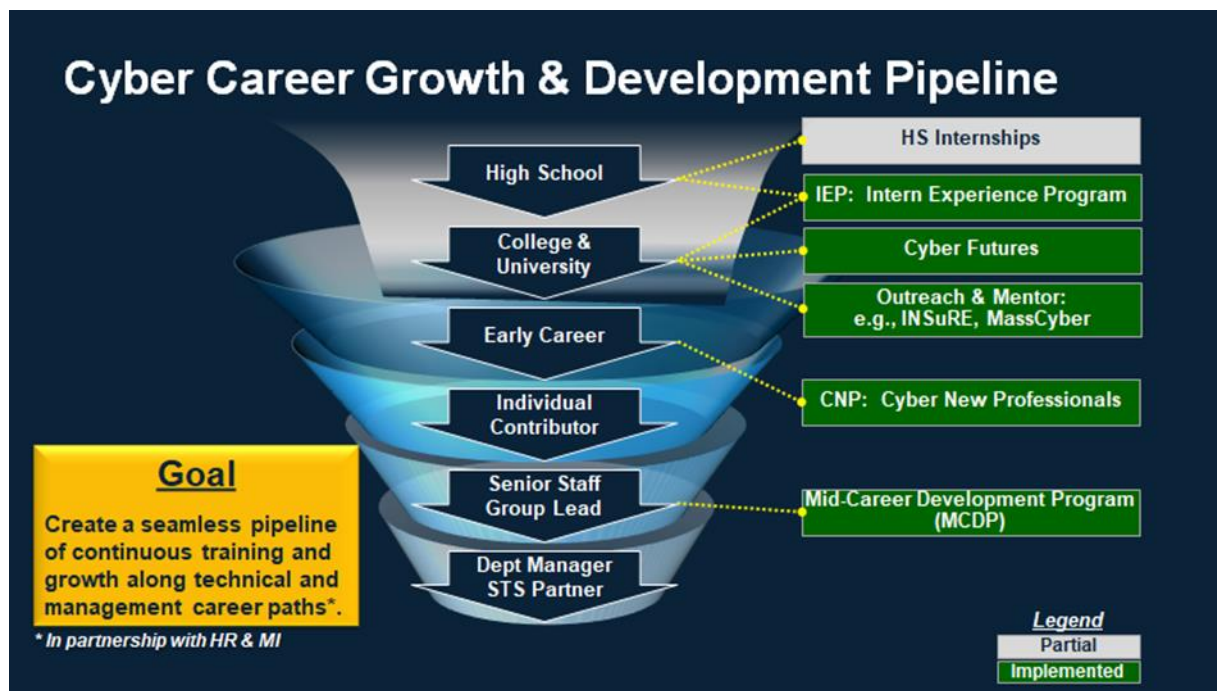 Cyber Career Growth & Development Pipeline
High School
College &
University
Early Career
Individual
Contributor
Senior Staff
Group Lead
Dept Manager
STS Partner
HS Internships
IEP: Intern Experience Program
Cyber Futures
Outreach & Mentor:
e.g., INSuRE, MassCyber
CNP: Cyber New Professionals
Mid-Career Development Program
(MCDP)
Goal
Create a seamless pipeline
of continuous training and
growth along technical and
management career paths*.
* In partnership with HR & MI
Legend
Partial
Implemented